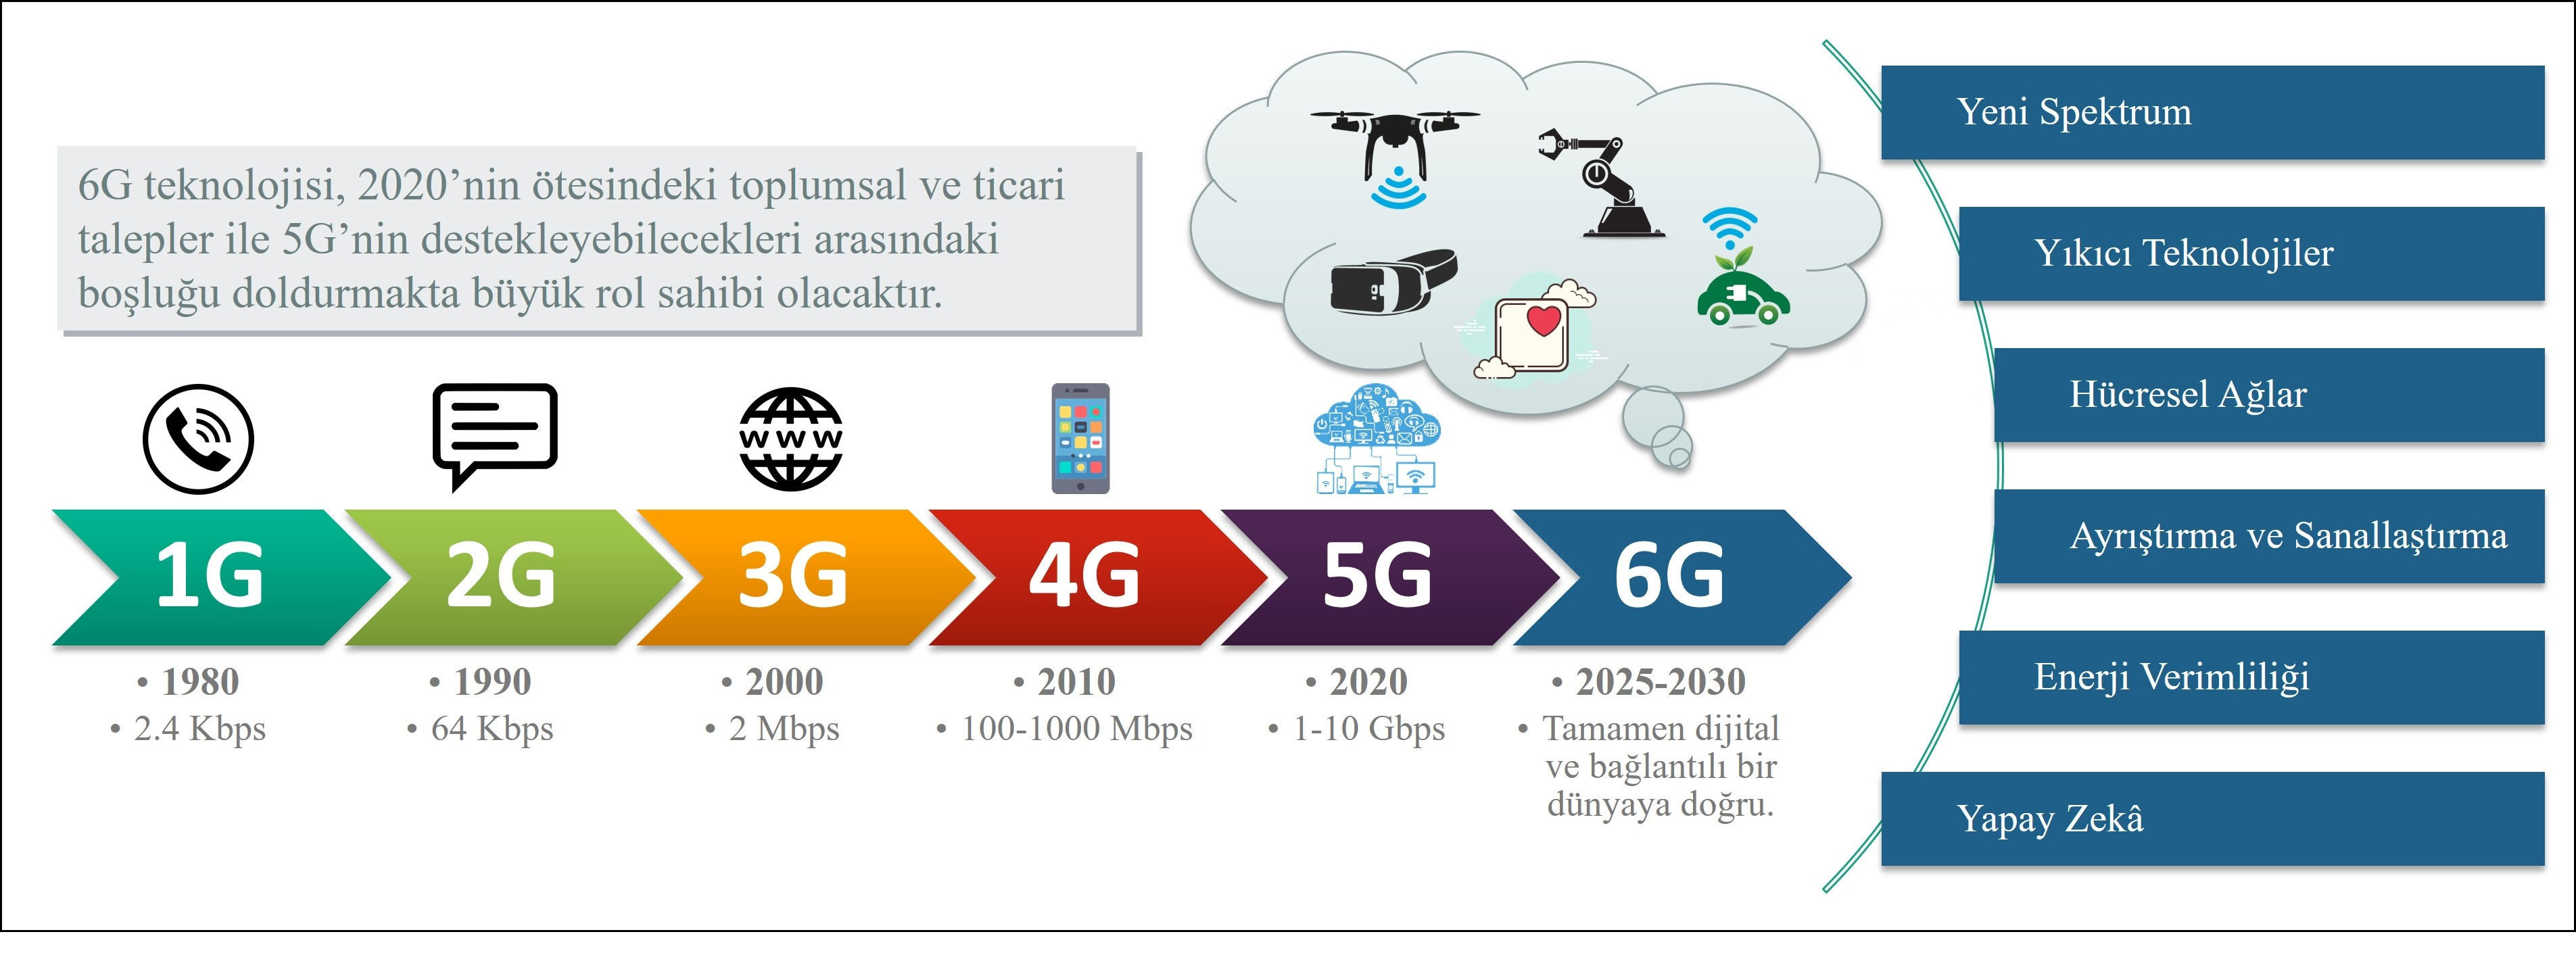 6G teknolojisi, 2020’nin ötesindeki toplumsal ve ticari
talepler ile 5G’nin destekleyebilecekleri arasındaki
boşluğu doldurmakta büyük rol sahibi olacaktır.
www
1G
2G
3G
4G
5G
6G
• 1980
• 2.4 Kbps
• 1990
• 64 Kbps
• 2000
• 2 Mbps
• 2010
• 100-1000 Mbps
• 2020
• 1-10 Gbps
• 2025-2030
• Tamamen dijital
ve bağlantılı bir
dünyaya doğru.
Yeni Spektrum
Yıkıcı Teknolojiler
Hücresel Ağlar
Ayrıştırma ve Sanallaştırma
Enerji Verimliliği
Yapay Zekâ